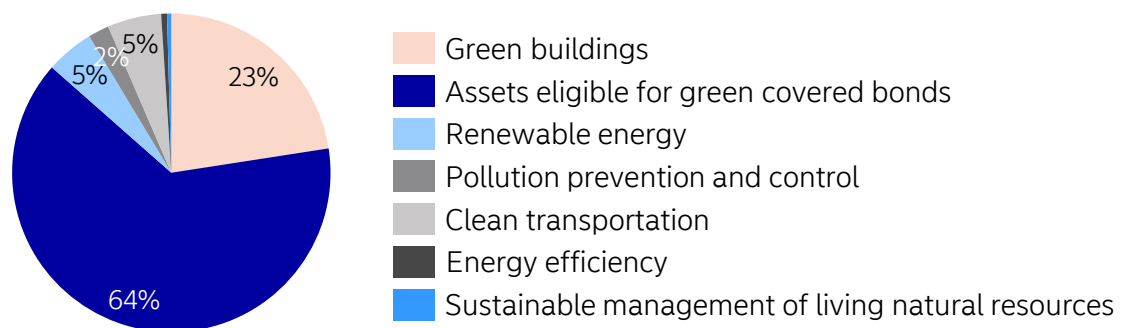 5%
2%
5%
23%
64%
Green buildings
Assets eligible for green covered bonds
Renewable energy
Pollution prevention and control
Clean transportation
Energy efficiency
Sustainable management of living natural resources